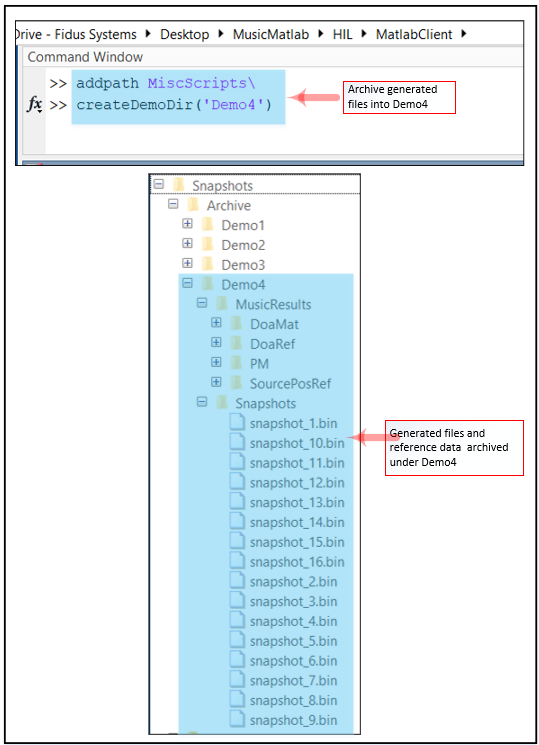 Drive - Fidus Systems Desktop MusicMatlab HIL MatlabClient
Command Window
>> addpath MiscScripts\
fx >> createDemoDir('Demo4')
Archive generated
files into Demo4
Snapshots
Archive
Demo1
Demo2
Demo3
Demo4
MusicResults
DoaMat
DoaRef
PM
SourcePosRef
Snapshots
snapshot_1.bin
snapshot_10.bin
snapshot_11.bin
snapshot_12.bin
snapshot_13.bin
snapshot_14.bin
snapshot_15.bin
snapshot_16.bin
snapshot_2.bin
snapshot_3.bin
snapshot_4.bin
snapshot_5.bin
snapshot_6.bin
snapshot_7.bin
snapshot_8.bin
snapshot_9.bin
Generated files and
reference data archived
under Demo4